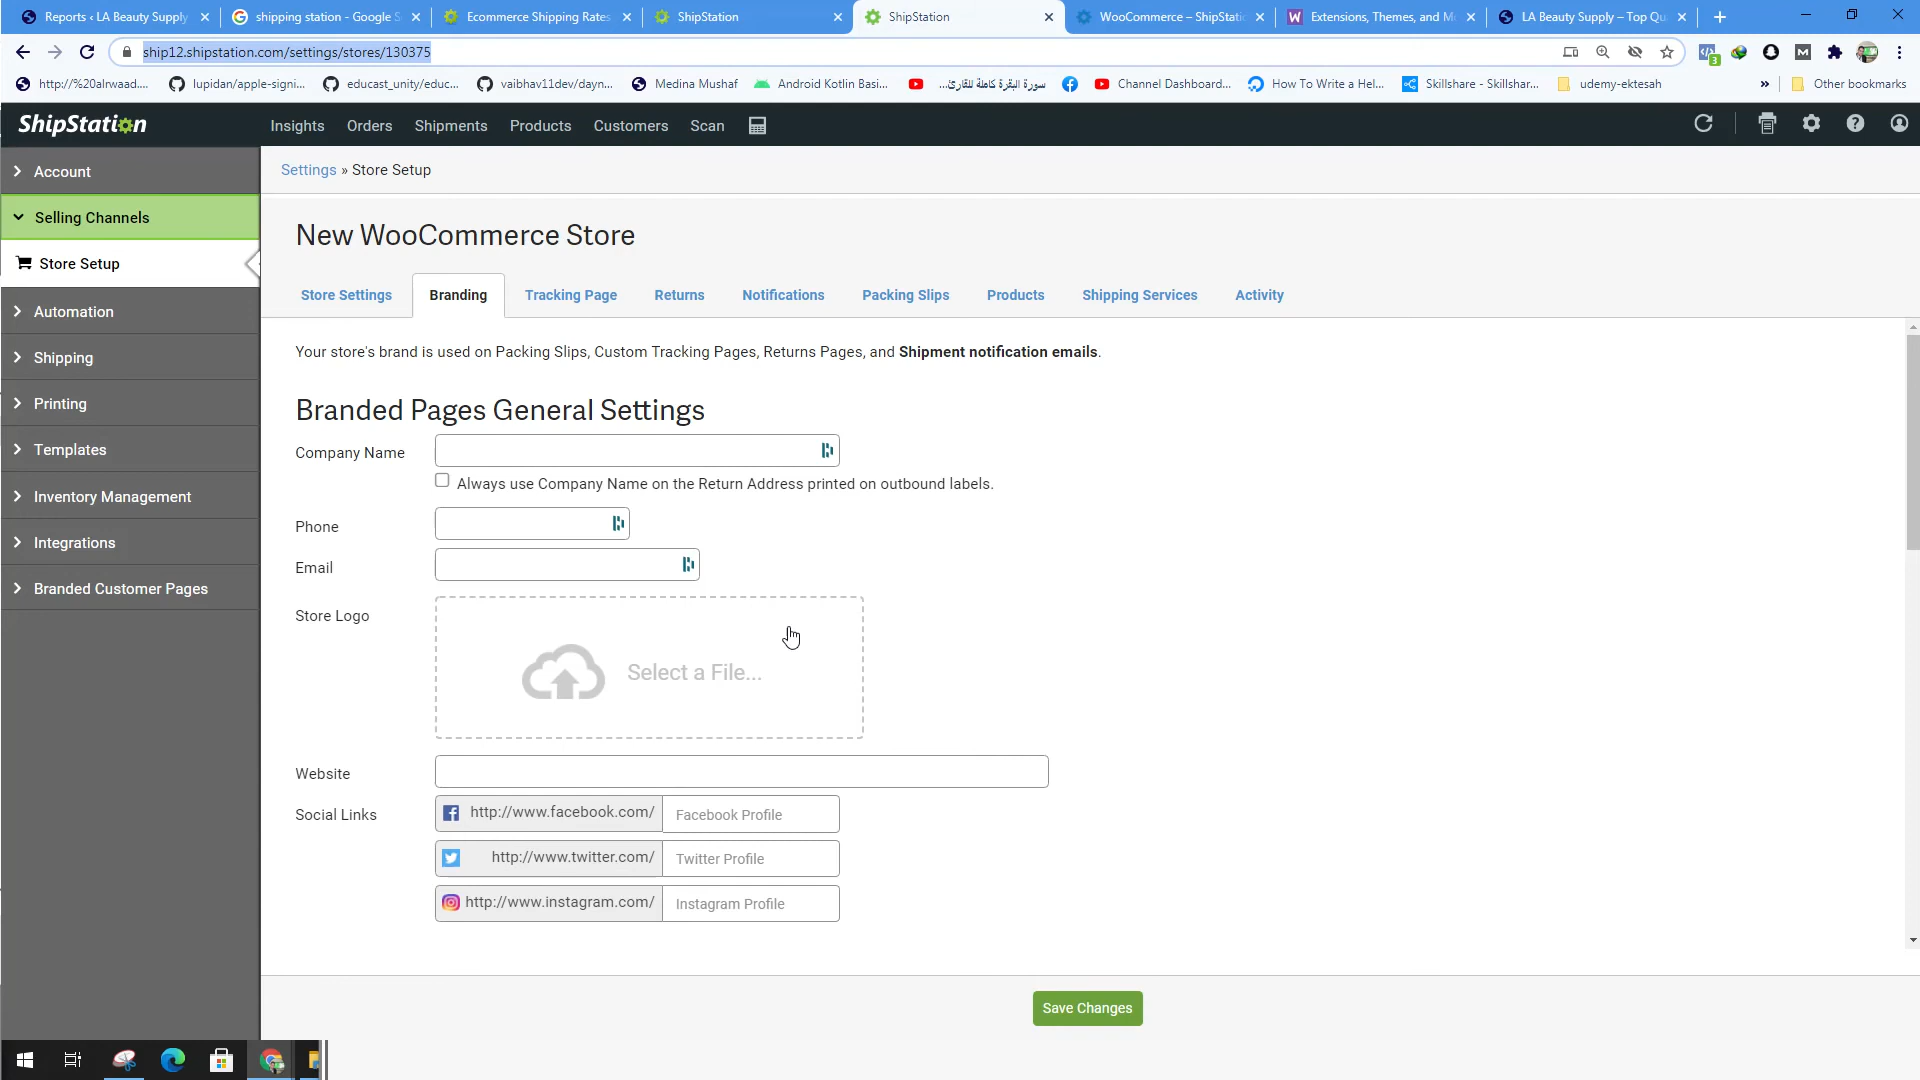 Reports ‹ LA Beauty Supply
shipping station - Google S
Ecommerce Shipping Rates
ShipStation
ShipStation
WooCommerce – ShipStatio
Extensions, Themes, and M
LA Beauty Supply – Top Qu
ship12.shipstation.com/settings/stores/130375
3
http://%20alrwaad....
lupidan/apple-signi...
educast_unity/educ...
vaibhav11dev/dayn...
Medina Mushaf
Android Kotlin Basi...
سورة البقرة كاملة للقارئ...
Channel Dashboard...
How To Write a Hel...
Skillshare - Skillshar...
udemy-ektesah
»
Other bookmarks
ShipStation
Insights
Orders
Shipments
Products
Customers
Scan
Account
Selling Channels
Store Setup
Automation
Shipping
Printing
Templates
Inventory Management
Integrations
Branded Customer Pages
Settings » Store Setup
New WooCommerce Store
Store Settings
Branding
Tracking Page
Returns
Notifications
Packing Slips
Products
Shipping Services
Activity
Your store's brand is used on Packing Slips, Custom Tracking Pages, Returns Pages, and Shipment notification emails.
Branded Pages General Settings
Company Name
Always use Company Name on the Return Address printed on outbound labels.
Phone
Email
Store Logo
Select a File...
Website
Social Links
http://www.facebook.com/
Facebook Profile
http://www.twitter.com/
Twitter Profile
http://www.instagram.com/
Instagram Profile
Save Changes